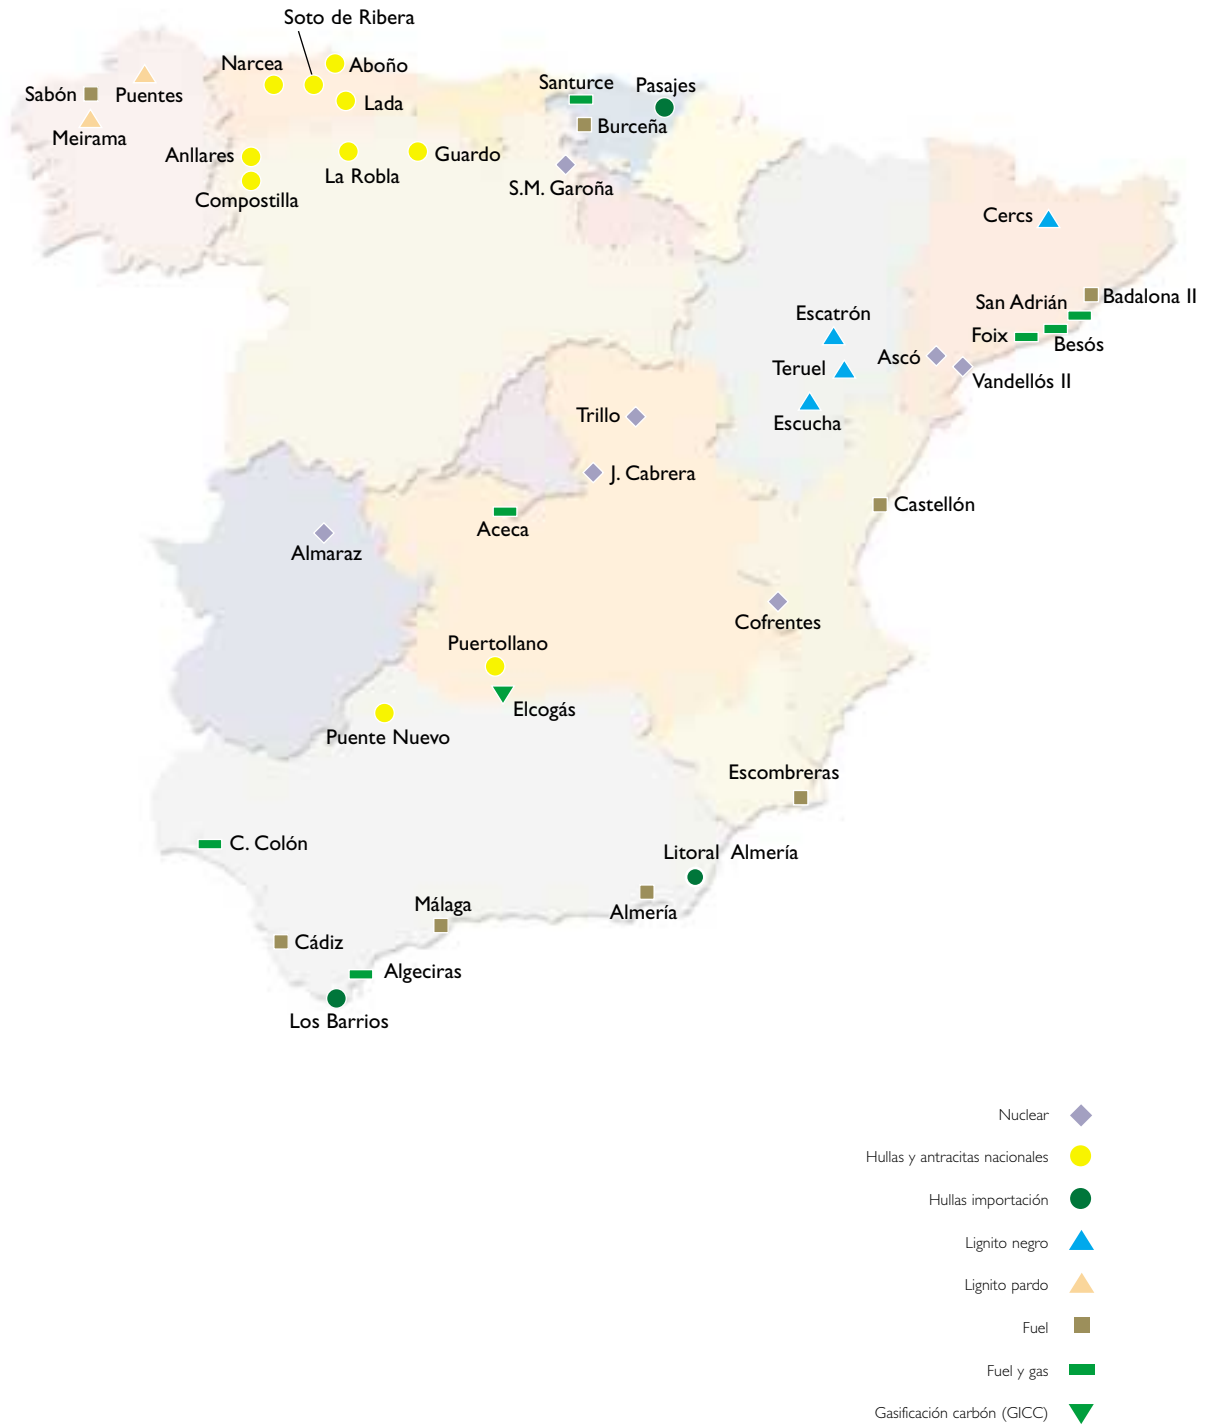 Soto de Ribera
Narcea
Aboño
Sabón
Puentes
Lada
Meirama
Santurce
Pasajes
Burceña
Anllares
La Robla
Guardo
Compostilla
S.M. Garoña
Cercs
San Adrián
Badalona II
Escatrón
Foix
Besós
Ascó
Teruel
Vandellós II
Trillo
Escucha
J. Cabrera
Castellón
Aceca
Almaraz
Cofrentes
Puertollano
Elcogás
Puente Nuevo
Escombreras
C. Colón
Litoral Almería
Málaga
Almería
Cádiz
Algeciras
Los Barrios
Nuclear
Hullas y antracitas nacionales
Hullas importación
Lignito negro
Lignito pardo
Fuel
Fuel y gas
Gasificación carbón (GICC)